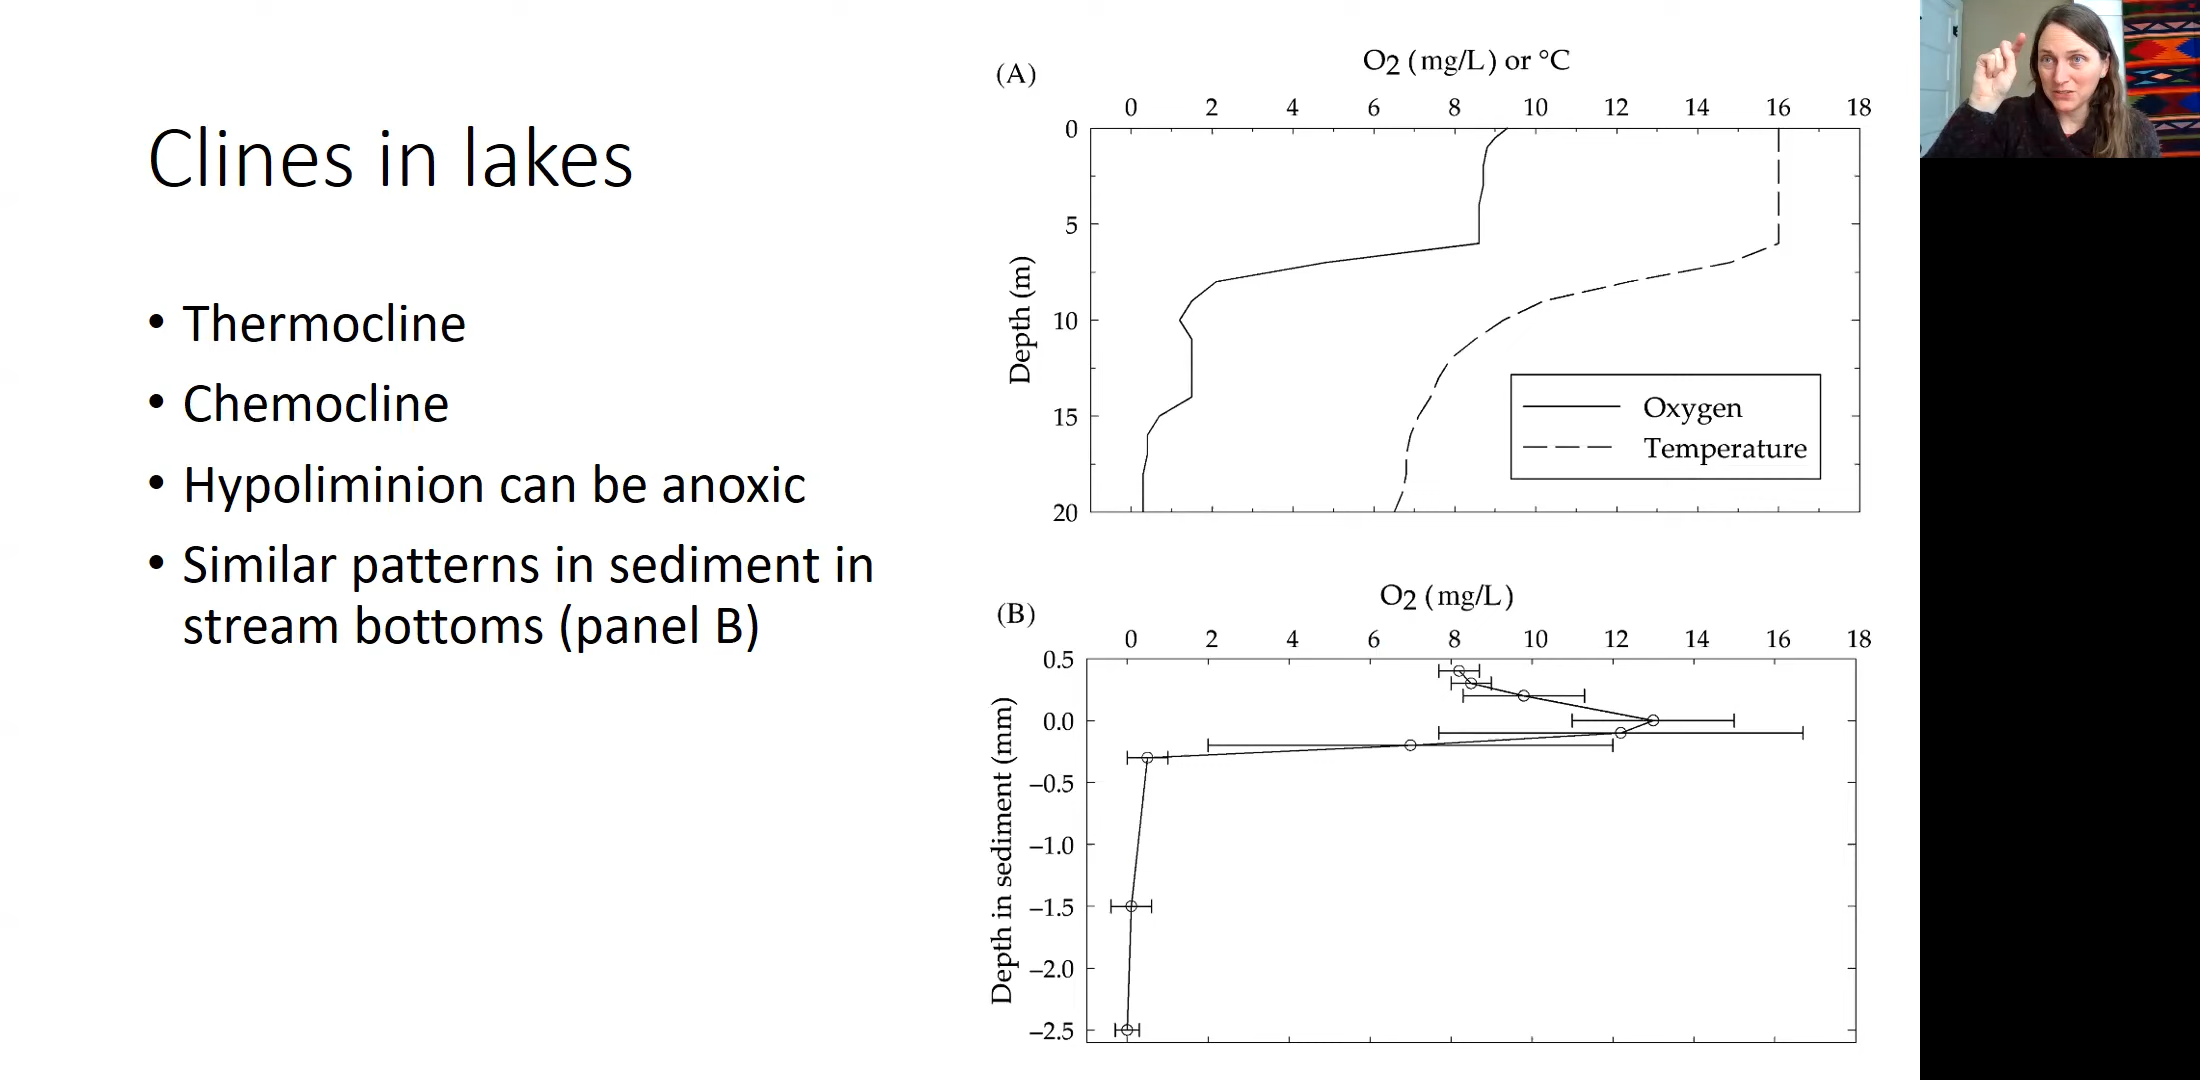 Clines in lakes
• Thermocline
• Chemocline
• Hypoliminion can be anoxic
• Similar patterns in sediment in
stream bottoms (panel B)
(A)
O2 (mg/L) or °C
0 2 4 6 8 10 12 14 16 18
Depth (m)
0
5
10
15
20
Oxygen
Temperature
(B)
O2 (mg/L)
0 2 4 6 8 10 12 14 16 18
Depth in sediment (mm)
0.5
0.0
−0.5
−1.0
−1.5
−2.0
−2.5